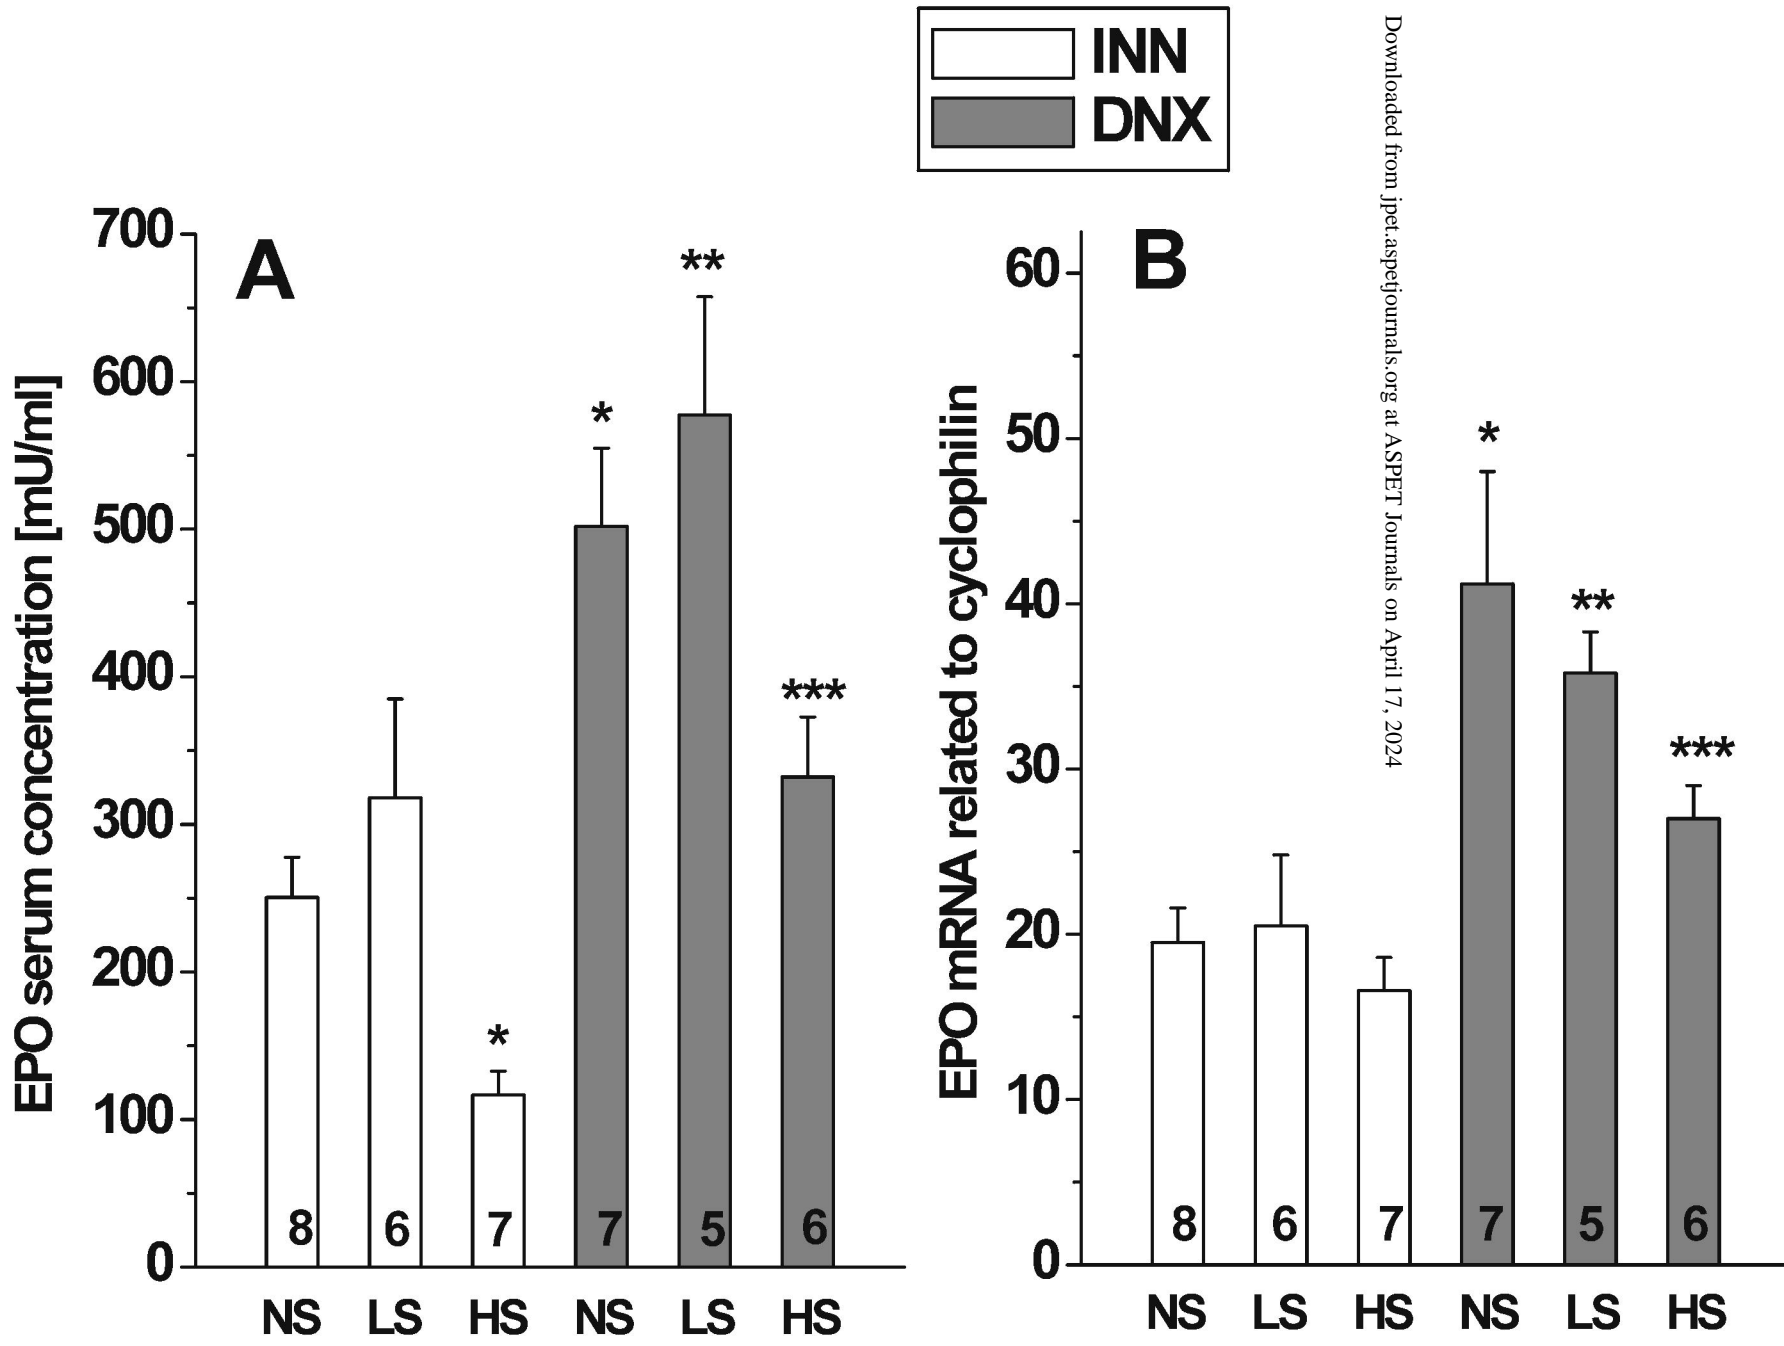 INN
DNX
Downloaded from jpet.aspetjournals.org at ASPET Journals on April 17, 2024
A
EPO serum concentration [mU/ml]
700
600
500
400
300
200
100
0
*
*
**
***
8 6 7 7 5 6
NS LS HS NS LS HS
B
EPO mRNA related to cyclophilin
60
50
40
30
20
10
0
*
**
***
8 6 7 7 5 6
NS LS HS NS LS HS